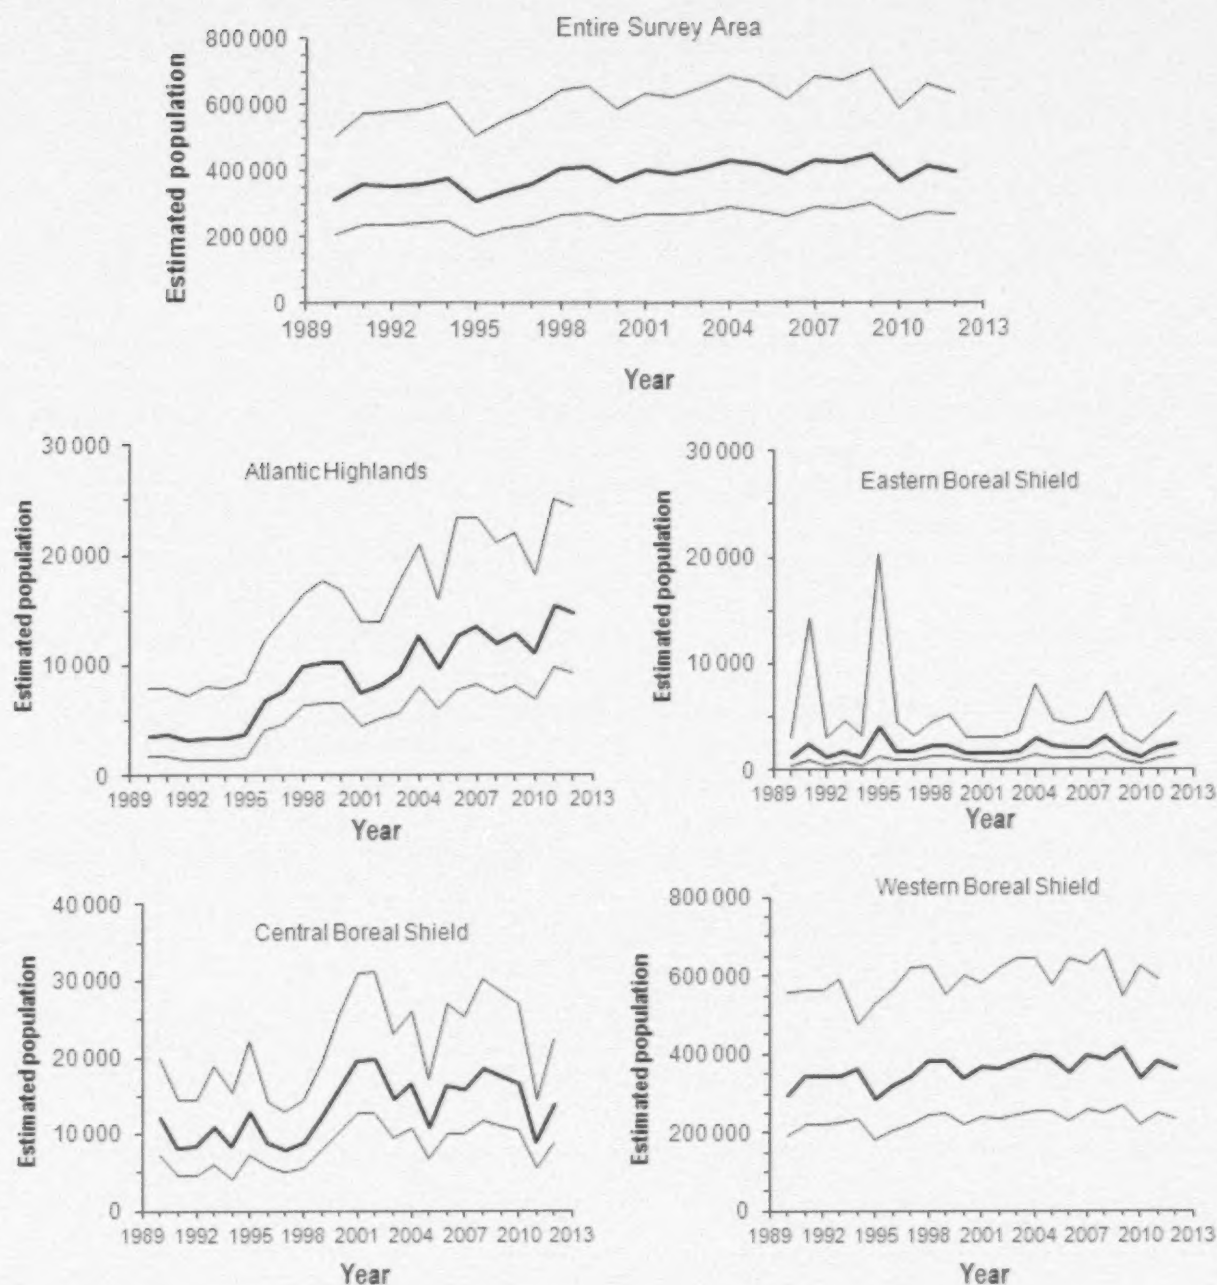 Entire Survey Area
Estimated population
800 000
600 000
400 000
200 000
0
1989 1992 1995 1998 2001 2004 2007 2010 2013
Year
Atlantic Highlands
Estimated population
30 000
20 000
10 000
0
1989 1992 1995 1998 2001 2004 2007 2010 2013
Year
Eastern Boreal Shield
Estimated population
30 000
20 000
10 000
0
1989 1992 1995 1998 2001 2004 2007 2010 2013
Year
Central Boreal Shield
Estimated population
40 000
30 000
20 000
10 000
0
1989 1992 1995 1998 2001 2004 2007 2010 2013
Year
Western Boreal Shield
Estimated population
800 000
600 000
400 000
200 000
0
1989 1992 1995 1998 2001 2004 2007 2010 2013
Year